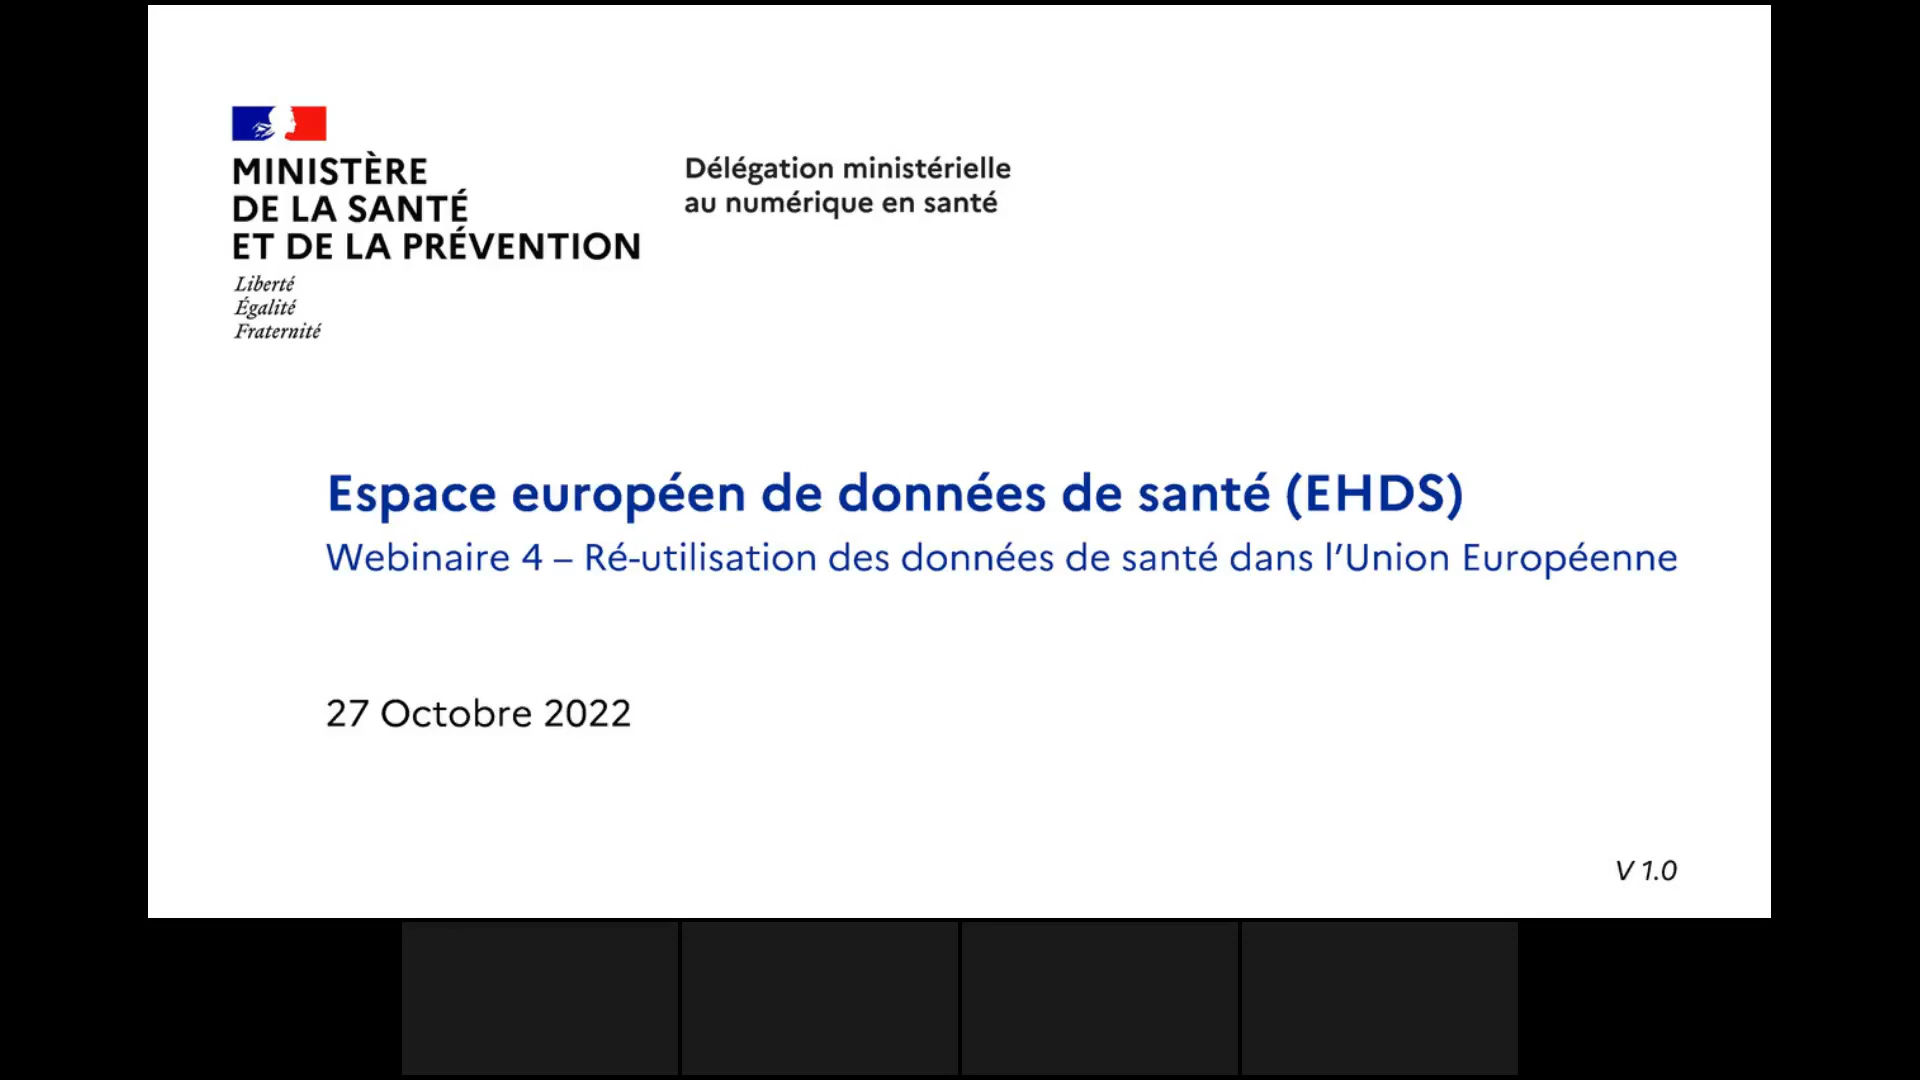 MINISTÈRE
DE LA SANTÉ
ET DE LA PRÉVENTION
Liberté
Égalité
Fraternité
Délégation ministérielle
au numérique en santé
Espace européen de données de santé (EHDS)
Webinaire 4 – Ré-utilisation des données de santé dans l’Union Européenne
27 Octobre 2022
V 1.0